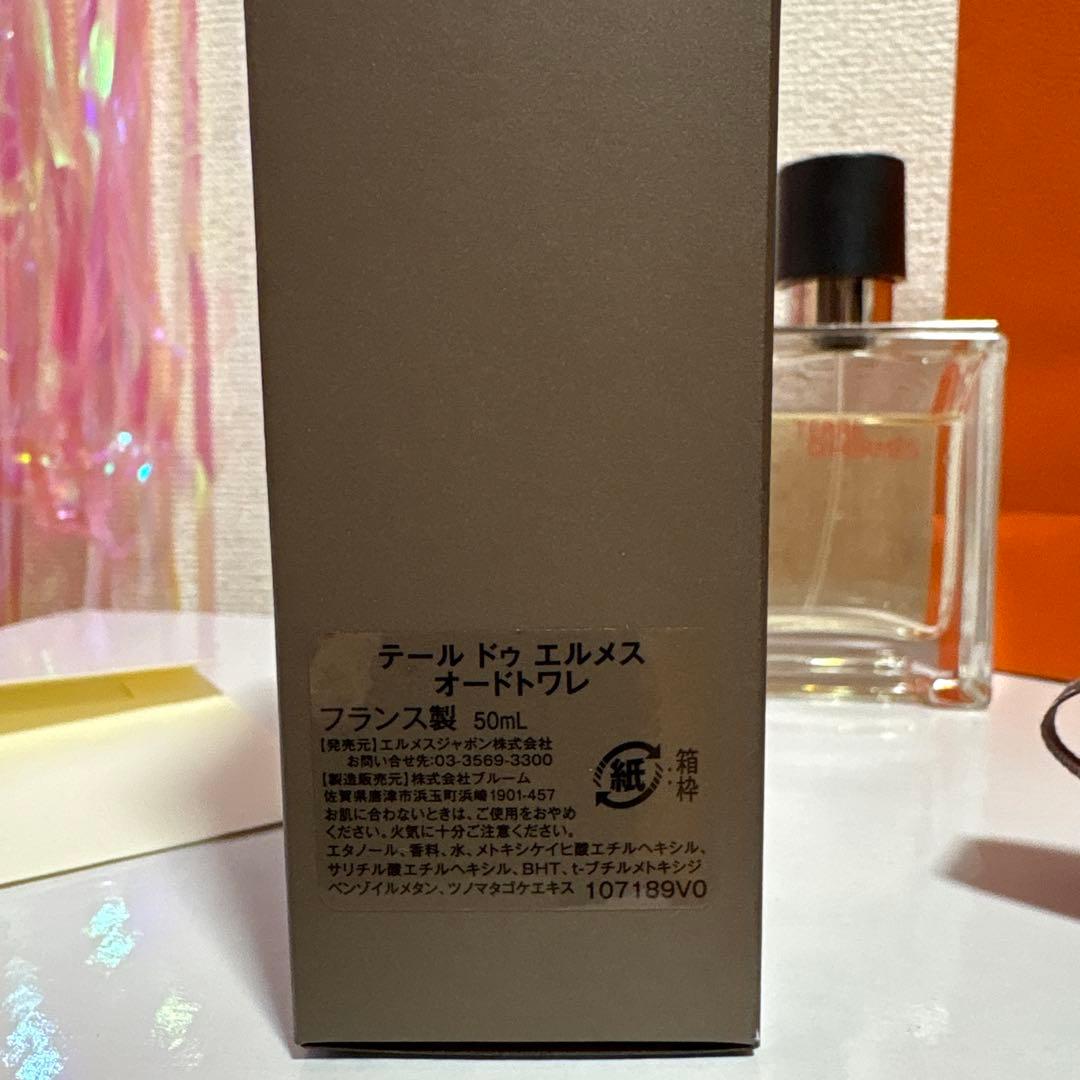 テール ドゥ エルメス
オードトワレ
フランス製 50mL
【発売元】エルメスジャポン株式会社
お問い合せ先:03-3569-3300
【製造販売元】株式会社ブルーム
佐賀県唐津市浜玉町浜崎1901-457
お肌に合わないときは、ご使用をおやめ
ください。火気に十分ご注意ください。
エタノール、香料、水、メトキシケイヒ酸エチルヘキシル、
サリチル酸エチルヘキシル、BHT、t-ブチルメトキシジ
ベンゾイルメタン、ツノマタゴケエキス 107189V0
紙
箱
枠